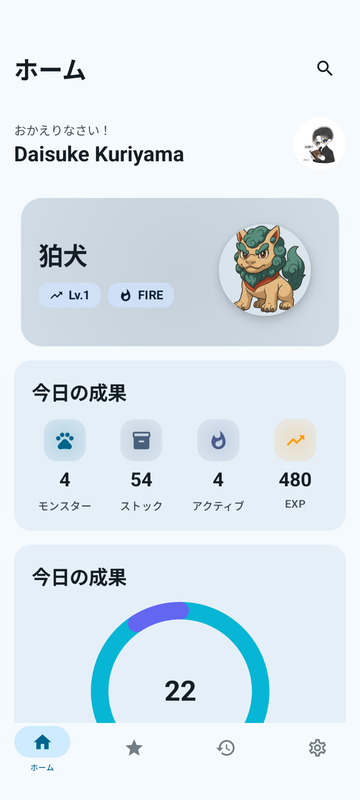 ホーム
おかえりなさい！
Daisuke Kuriyama
狛犬
Lv.1
FIRE
今日の成果
4
54
4
480
モンスター
ストック
アクティブ
EXP
今日の成果
22
ホーム